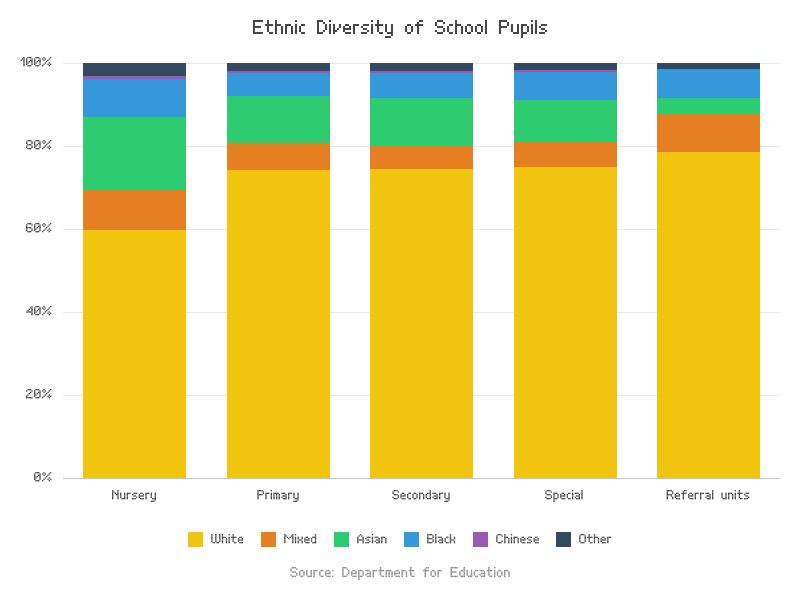 Ethnic Diversity of School Pupils
100%
80%
60%
40%
20%
0%
Nursery Primary Secondary Special Referral units
White Mixed Asian Black Chinese Other
Source: Department for Education